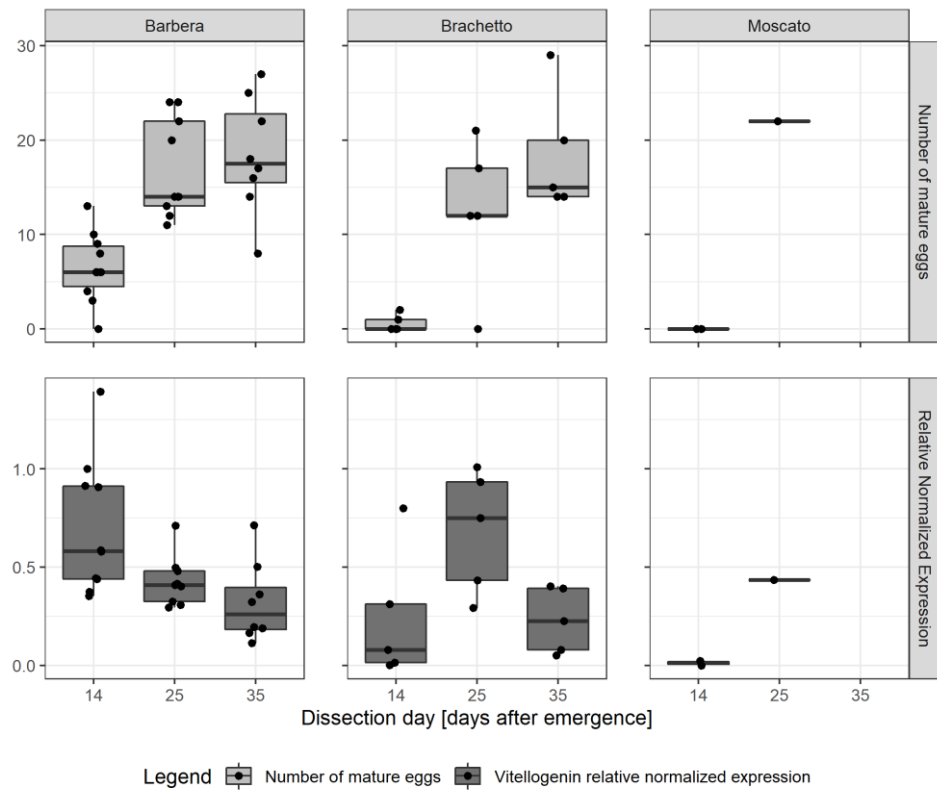 Barbera Brachetto Moscato
30
20
10
0
Number of mature eggs
1.0
0.5
0.0
Relative Normalized Expression
14 25 35 14 25 35 14 25 35
Dissection day [days after emergence]
Legend Number of mature eggs Vitellogenin relative normalized expression